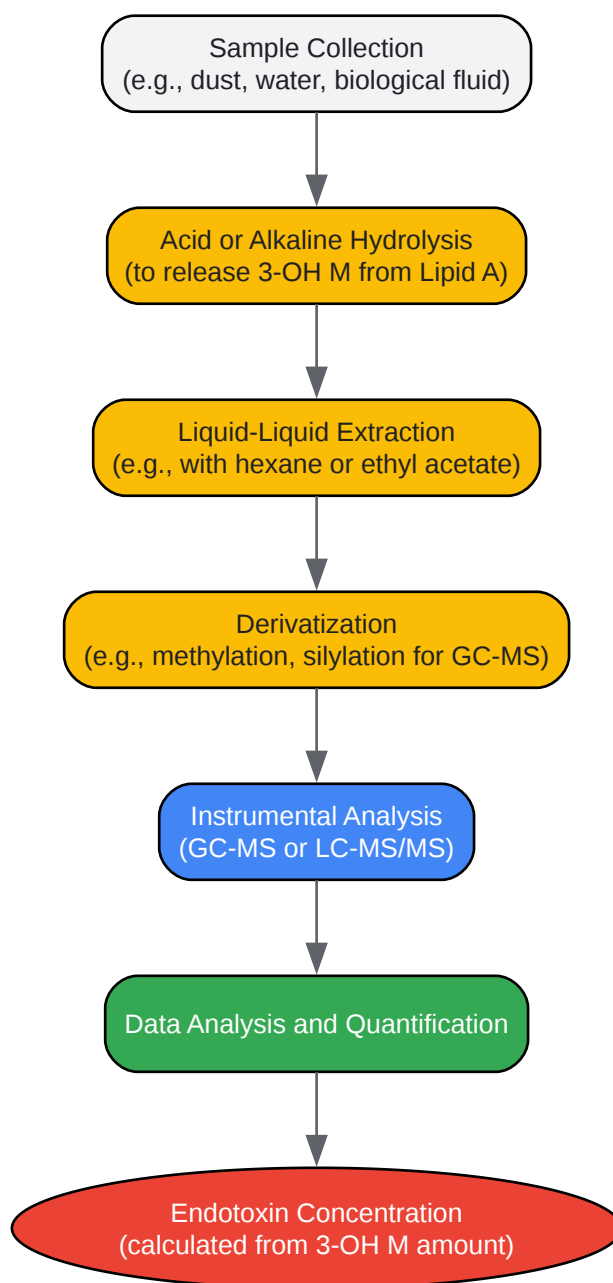 Sample Collection
(e.g., dust, water, biological fluid)
Acid or Alkaline Hydrolysis
(to release 3-OH M from Lipid A)
Liquid-Liquid Extraction
(e.g., with hexane or ethyl acetate)
Derivatization
(e.g., methylation, silylation for GC-MS)
Instrumental Analysis
(GC-MS or LC-MS/MS)
Data Analysis and Quantification
Endotoxin Concentration
(calculated from 3-OH M amount)